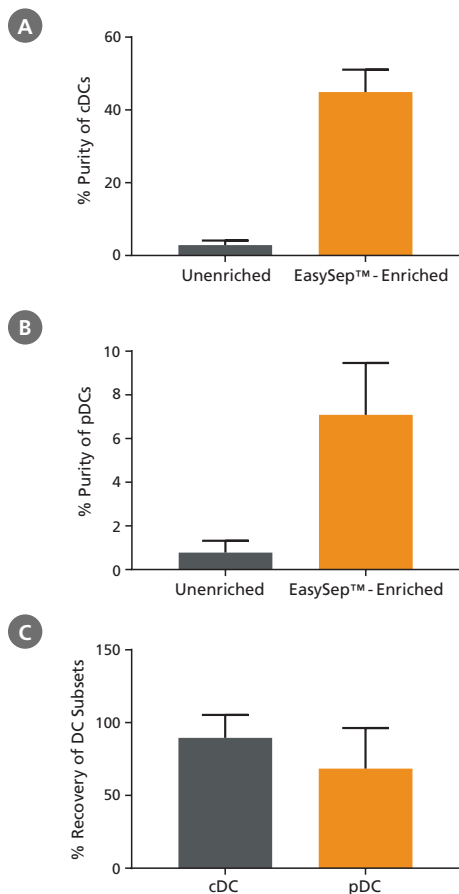 A
% Purity of cDCs
60
40
20
0
Unenriched
EasySep™ - Enriched
B
% Purity of pDCs
10
8
6
4
2
0
Unenriched
EasySep™ - Enriched
C
% Recovery of DC Subsets
150
100
50
0
cDC
pDC